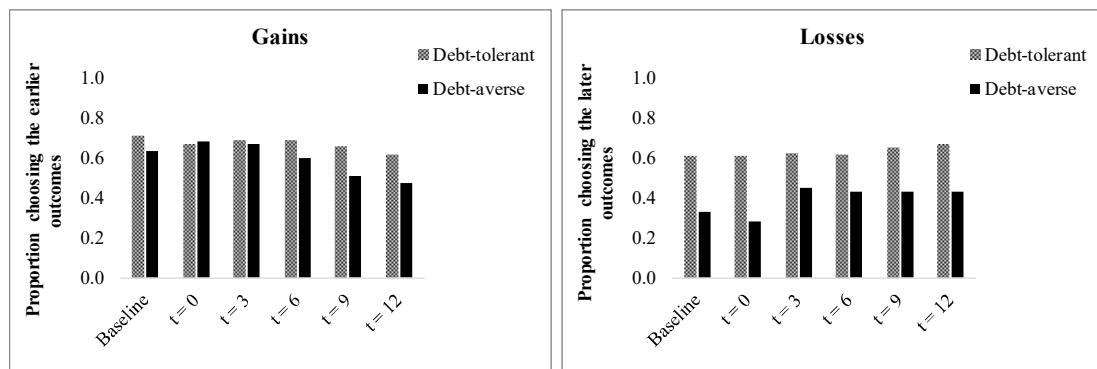 Gains
Debt-tolerant
Debt-averse
Proportion choosing the earlier
outcomes
1.0
0.8
0.6
0.4
0.2
0.0
Baseline
t = 0
t = 3
t = 6
t = 9
t = 12
Losses
Debt-tolerant
Debt-averse
Proportion choosing the later
outcomes
1.0
0.8
0.6
0.4
0.2
0.0
Baseline
t = 0
t = 3
t = 6
t = 9
t = 12